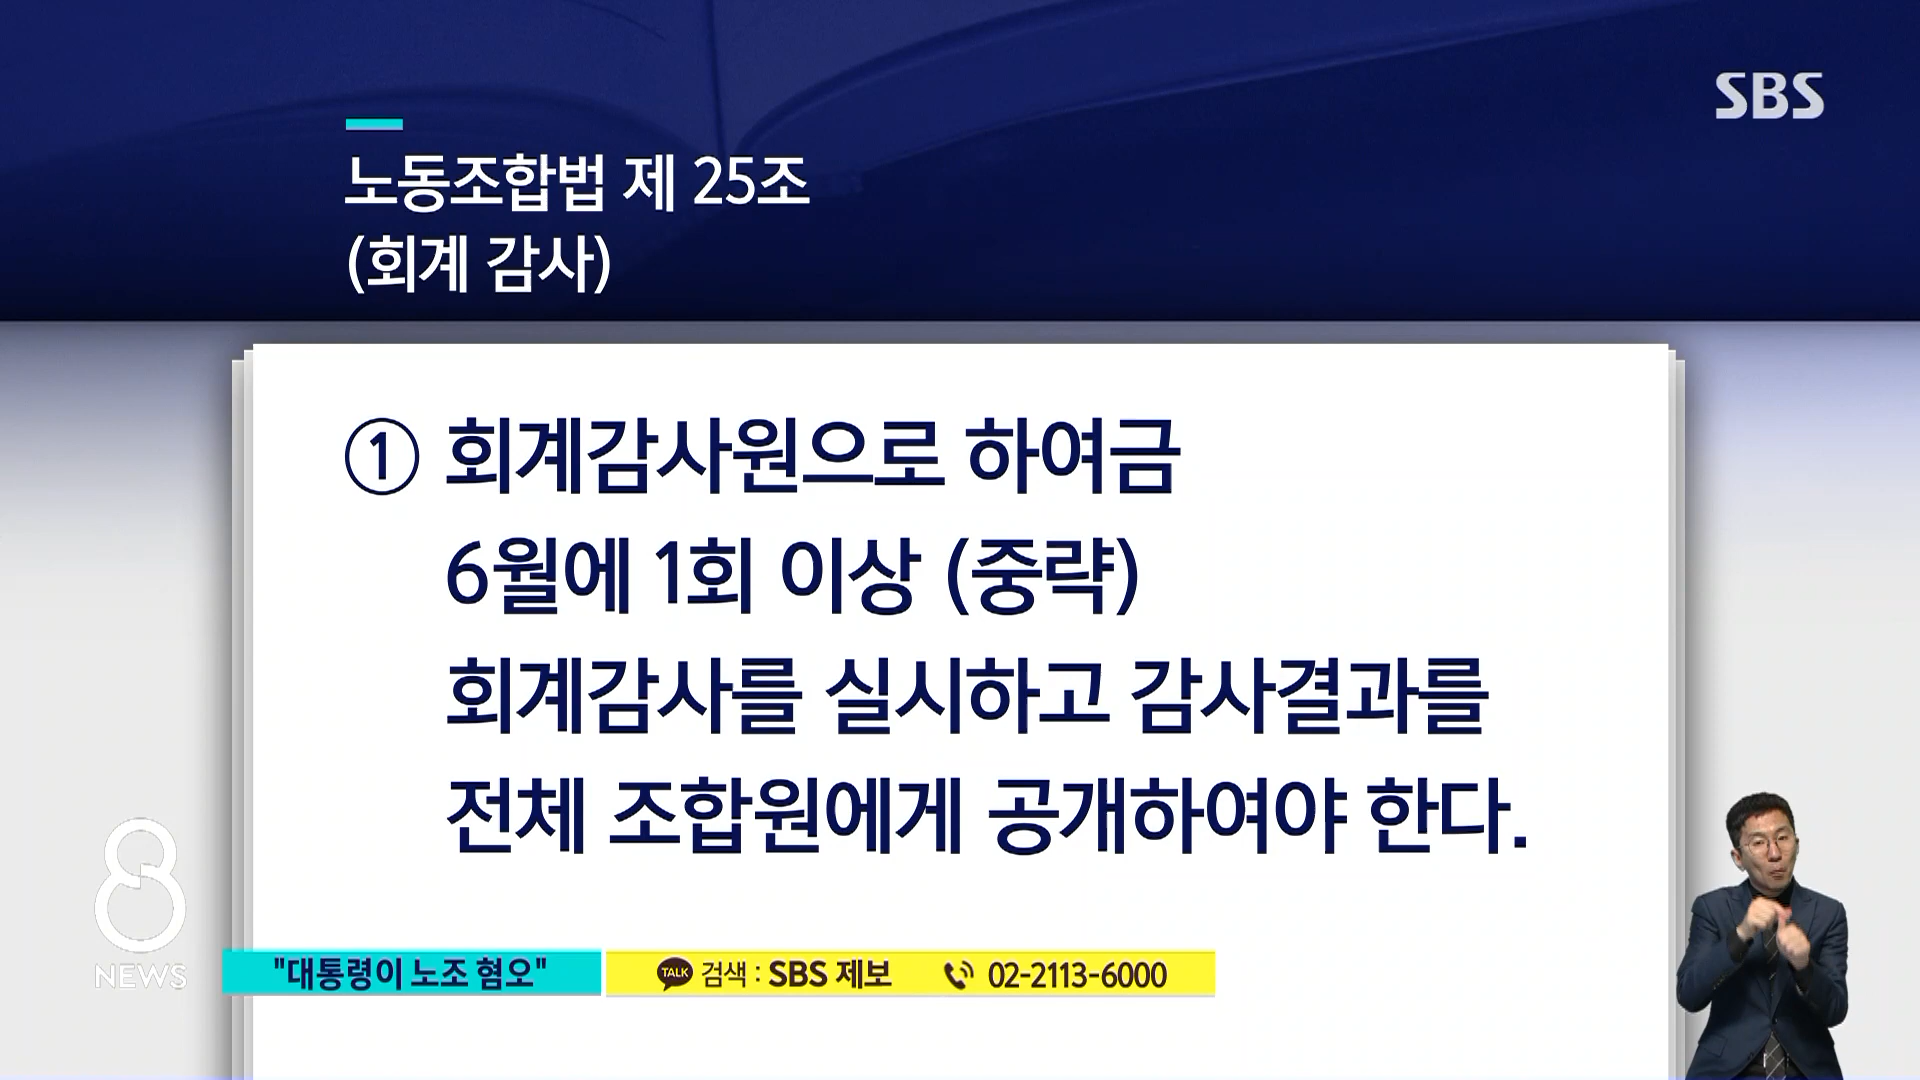 SBS
노동조합법 제 25조
(회계 감사)
① 회계감사원으로 하여금
6월에 1회 이상 (중략)
회계감사를 실시하고 감사결과를
전체 조합원에게 공개하여야 한다.
8
NEWS
"대통령이 노조 혐오"
TALK 검색 : SBS 제보 02-2113-6000